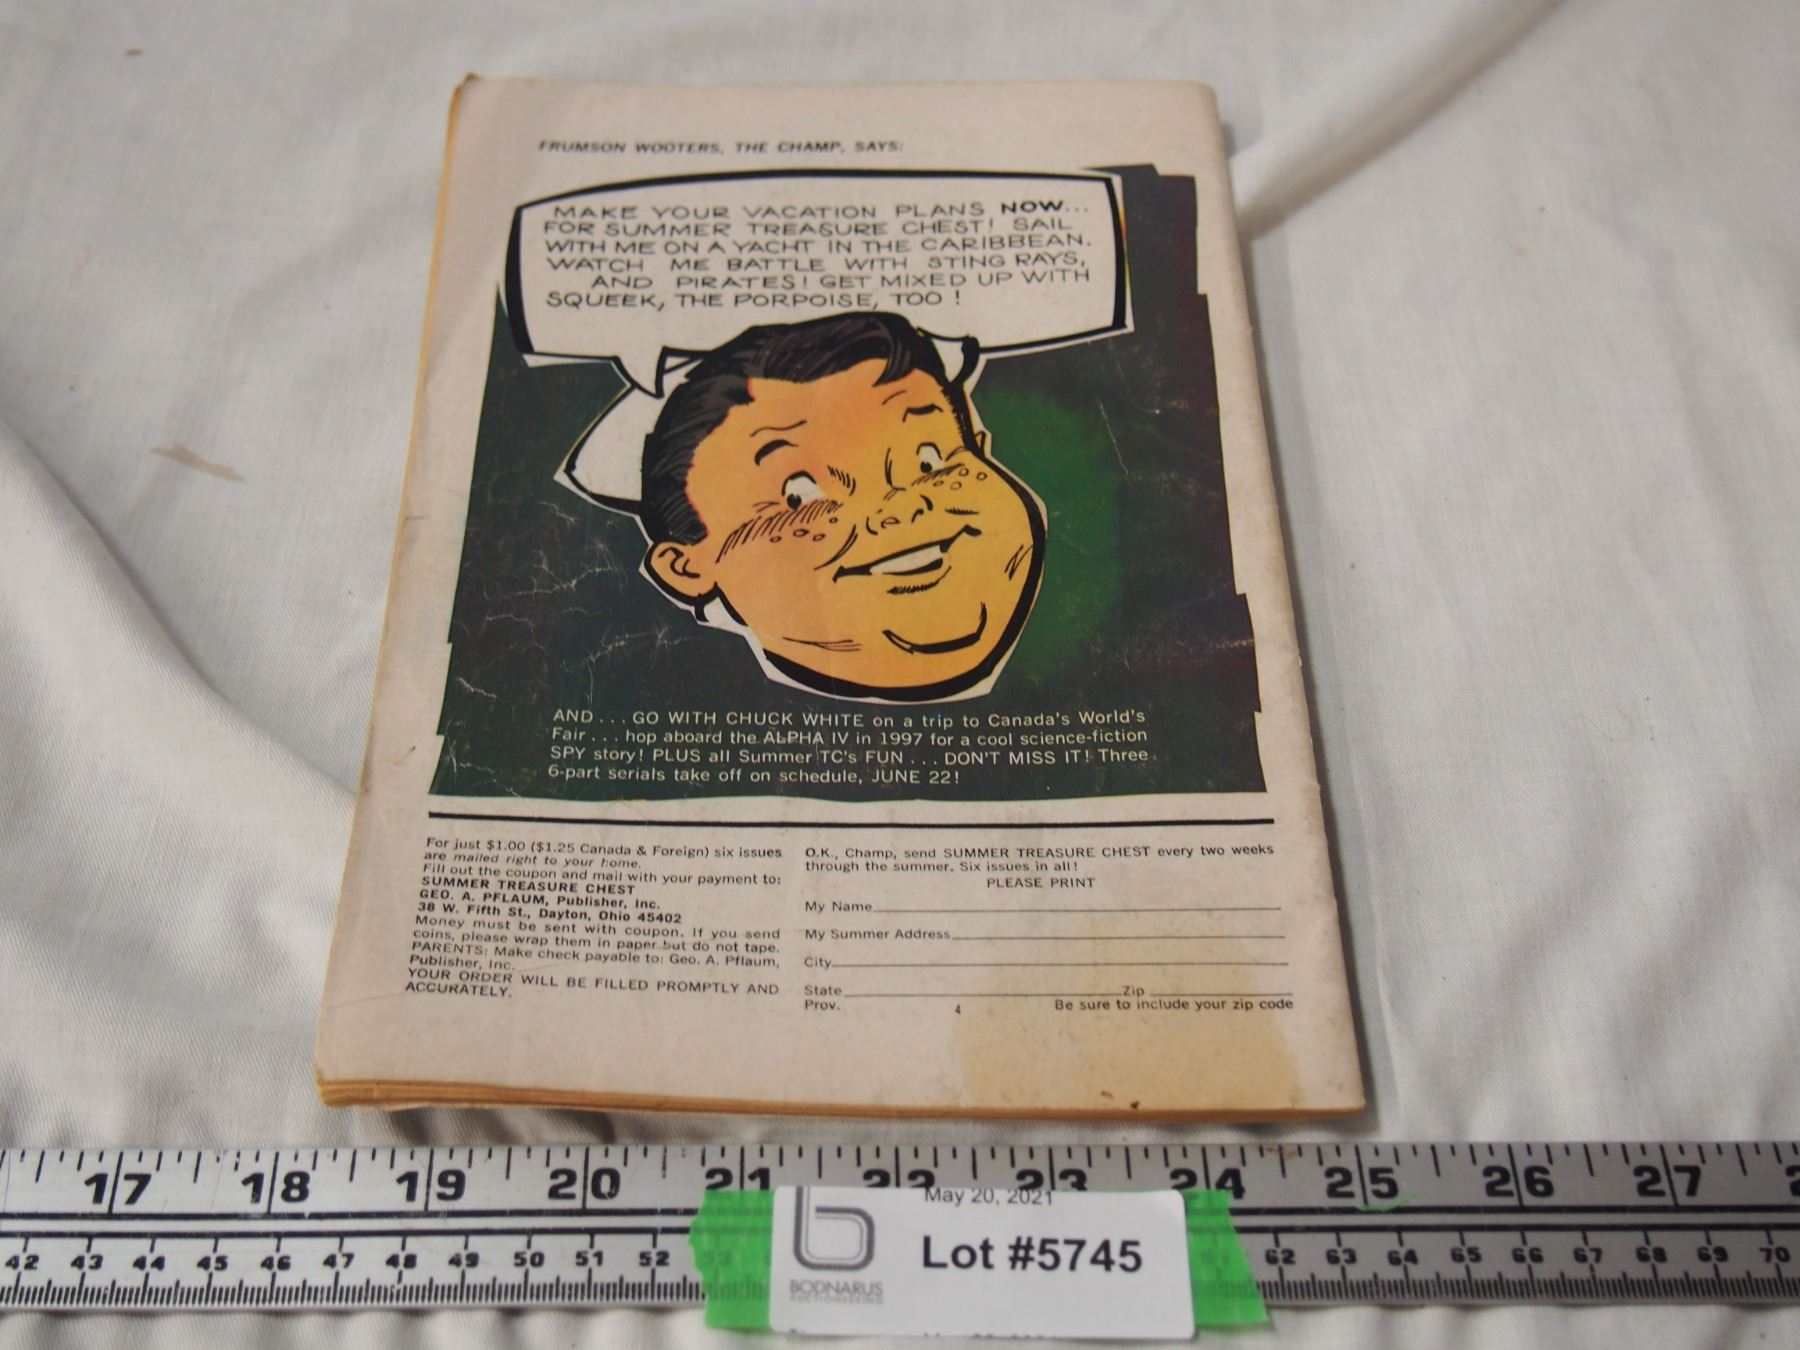 FRUMSON WOOTERS, THE CHAMP, SAYS:
MAKE YOUR VACATION PLANS NOW...
FOR SUMMER TREASURE CHEST! SAIL
WITH ME ON A YACHT IN THE CARIBBEAN.
WATCH ME BATTLE WITH STING RAYS,
AND PIRATES! GET MIXED UP WITH
SQUEEK, THE PORPOISE, TOO!
AND ... GO WITH CHUCK WHITE on a trip to Canada's World's
Fair ... hop aboard the ALPHA IV in 1997 for a cool science-fiction
SPY story! PLUS all Summer TC's FUN ... DON'T MISS IT! Three
6-part serials take off on schedule, JUNE 22!
For just $1.00 ($1.25 Canada & Foreign) six issues
are mailed right to your home.
Fill out the coupon and mail with your payment to:
SUMMER TREASURE CHEST
GEO. A. PFLAUM, Publisher, Inc.
38 W. Fifth St., Dayton, Ohio 45402
Money must be sent with coupon. If you send
coins, please wrap them in paper but do not tape.
PARENTS: Make check payable to: Geo. A. Pflaum,
Publisher, Inc.
YOUR ORDER WILL BE FILLED PROMPTLY AND
ACCURATELY.
O.K., Champ, send SUMMER TREASURE CHEST every two weeks
through the summer. Six issues in all!
PLEASE PRINT
My Name
My Summer Address
City
State Zip
Prov. 4 Be sure to include your zip code
17 18 19 20 21 22 23 24 25 26 27
May 20, 2021
Lot #5745
BODNARUS
AUCTIONEERING
42 43 44 45 46 47 48 49 50 51 52 53 61 62 63 64 65 66 67 68 69 70